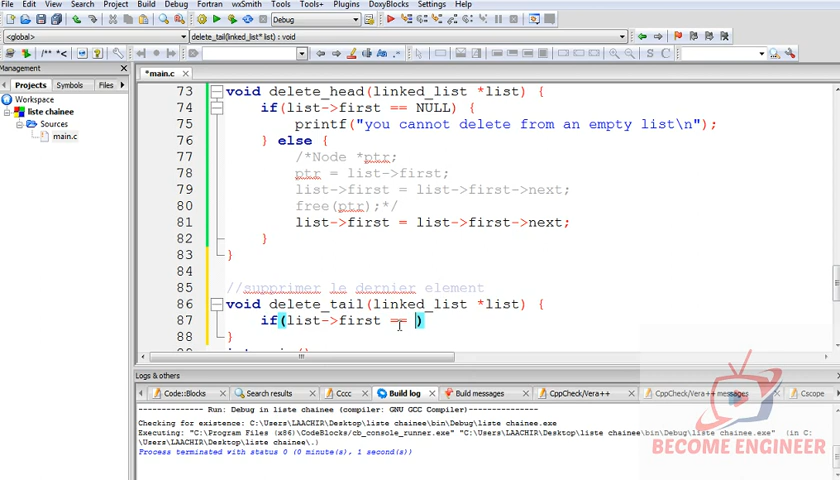 File Edit View Search Project Build Debug Fortran wxSmith Tools Tools+ Plugins DoxyBlocks Settings Help
Debug
<global> delete_tail(linked_list* list) : void
/** *<
Aa
S C
Management
Projects Symbols Files
Workspace
liste chainee
Sources
main.c
*main.c
73 void delete_head(linked_list *list) {
74 if(list->first == NULL) {
75 printf("you cannot delete from an empty list\n");
76 } else {
77 /*Node *ptr;
78 ptr = list->first;
79 list->first = list->first->next;
80 free(ptr);*/
81 list->first = list->first->next;
82 }
83 }
84
85 //supprimer le dernier element
86 void delete_tail(linked_list *list) {
87 if(list->first == )
88 }
Logs & others
Code::Blocks Search results Cccc Build log Build messages CppCheck/Vera++ CppCheck/Vera++ messages Cscope
-------------- Run: Debug in liste chainee (compiler: GNU GCC Compiler)---------------
Checking for existence: C:\Users\LAACHIR\Desktop\liste chainee\bin\Debug\liste chainee.exe
Executing: "C:\Program Files (x86)\CodeBlocks/cb_console_runner.exe" "C:\Users\LAACHIR\Desktop\liste chainee\bin\Debug\liste chainee.exe" (in C:
\Users\LAACHIR\Desktop\liste chainee\.)
Process terminated with status 0 (0 minute(s), 1 second(s))
BECOME ENGINEER